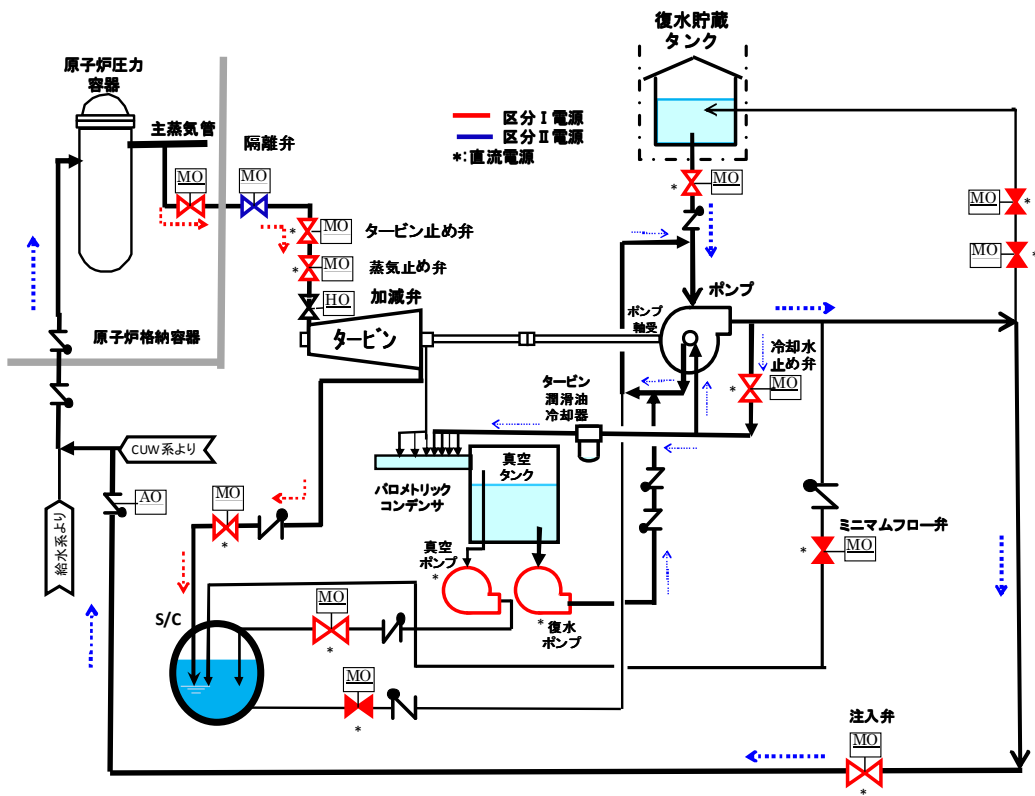 復水貯蔵
タンク
原子炉圧力
容器
区分Ⅰ電源
区分Ⅱ電源
*:直流電源
主蒸気管
隔離弁
MO
MO
MO
*
MO
*
MO
*
タービン止め弁
MO
*
蒸気止め弁
MO
*
HO
加減弁
ポンプ
ポンプ
軸受
原子炉格納容器
タービン
冷却水
止め弁
MO
*
タービン
潤滑油
冷却器
CUW系より
真空
タンク
バロメトリック
コンデンサ
AO
MO
*
給水系より
ミニマムフロー弁
MO
*
真空
ポンプ
*
*
復水
ポンプ
S/C
MO
*
MO
*
注入弁
MO
*